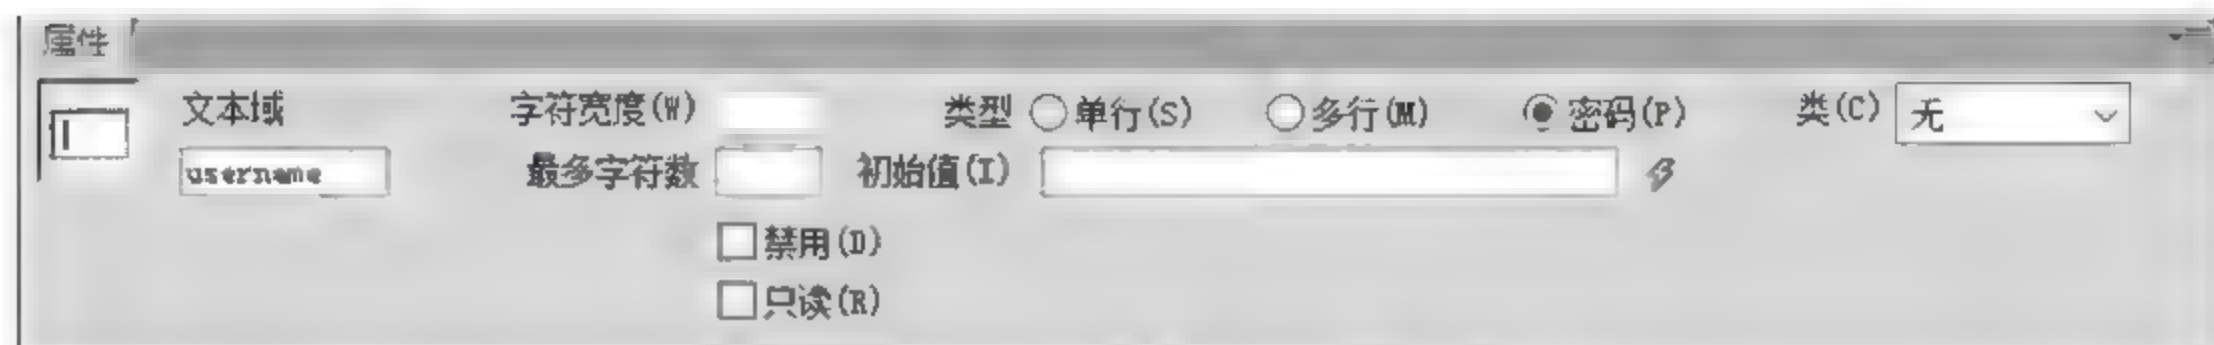 属性
文本域 字符宽度(W) 类型 单行(S) 多行(M) 密码(P) 类(C) 无
username 最多字符数 初始值(I)
禁用(D)
只读(R)